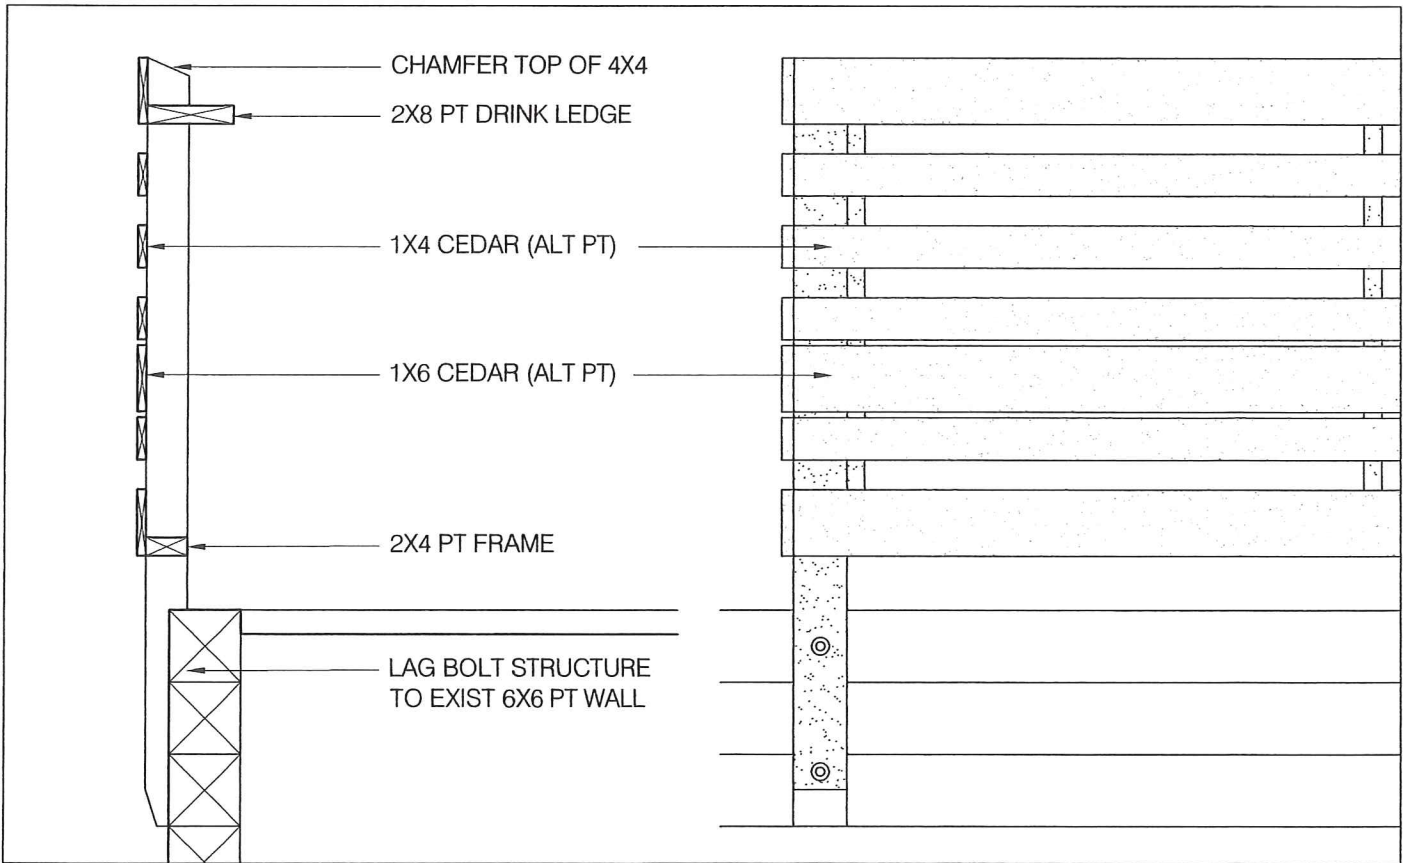 CHAMFER TOP OF 4X4
2X8 PT DRINK LEDGE
1X4 CEDAR (ALT PT)
1X6 CEDAR (ALT PT)
2X4 PT FRAME
LAG BOLT STRUCTURE
TO EXIST 6X6 PT WALL